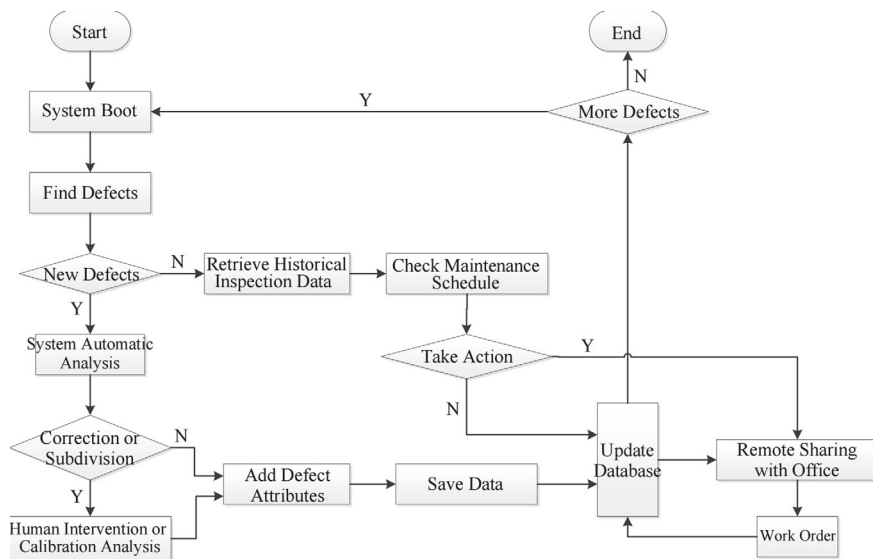 Start
End
Y
N
System Boot
More Defects
Find Defects
New Defects
N
Retrieve Historical
Inspection Data
Check Maintenance
Schedule
Y
System Automatic
Analysis
Take Action
Y
N
Correction or
Subdivision
N
Update
Database
Remote Sharing
with Office
Y
Add Defect
Attributes
Save Data
Human Intervention or
Calibration Analysis
Work Order